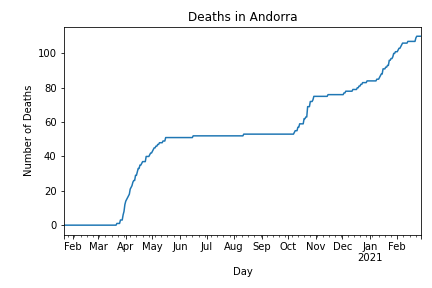 Deaths in Andorra
Number of Deaths
100
80
60
40
20
0
Feb Mar Apr May Jun Jul Aug Sep Oct Nov Dec Jan Feb
2021
Day